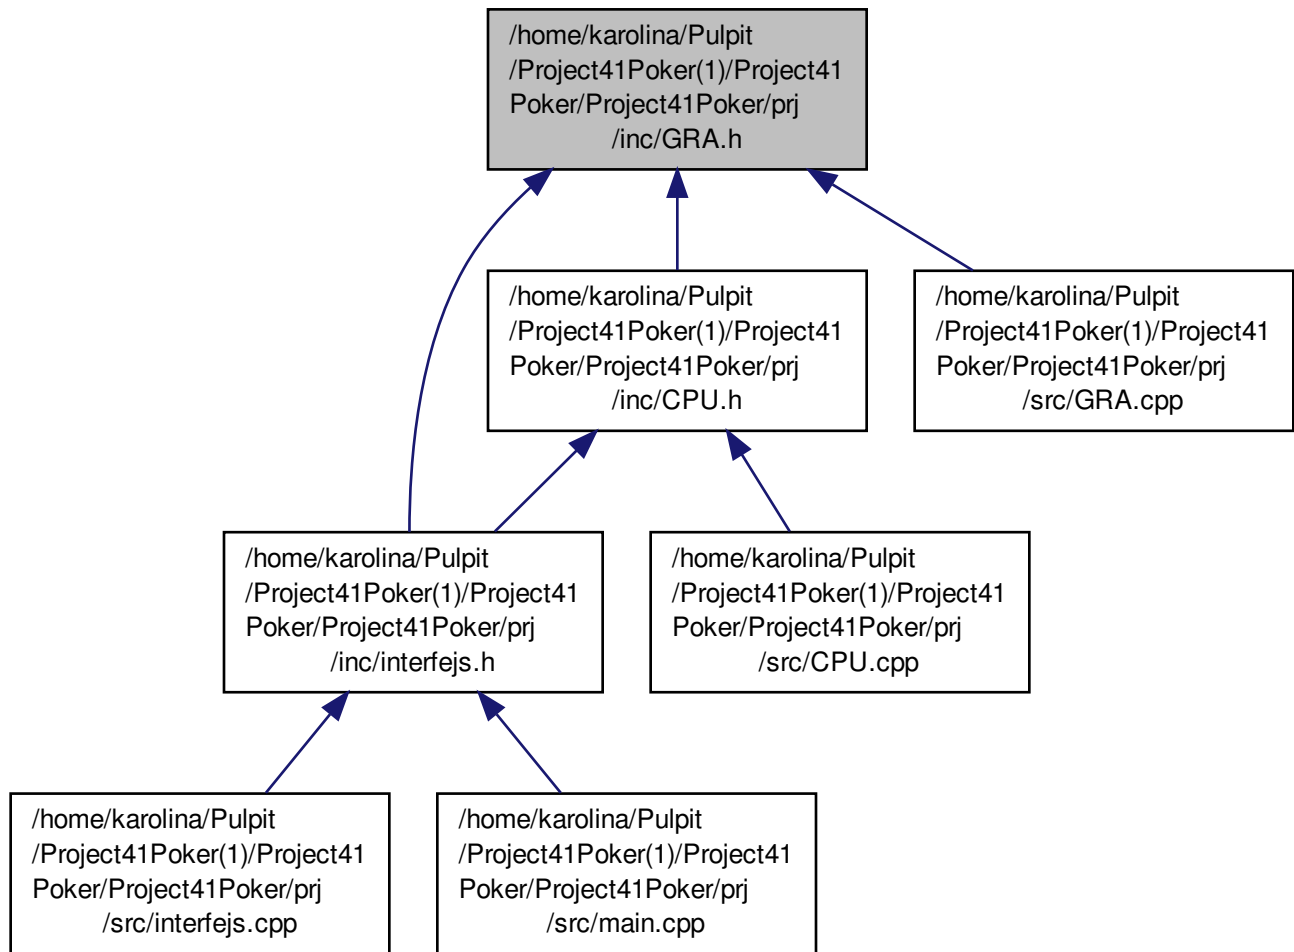 /home/karolina/Pulpit
/Project41Poker(1)/Project41
Poker/Project41Poker/prj
/inc/GRA.h
/home/karolina/Pulpit
/Project41Poker(1)/Project41
Poker/Project41Poker/prj
/inc/CPU.h
/home/karolina/Pulpit
/Project41Poker(1)/Project41
Poker/Project41Poker/prj
/src/GRA.cpp
/home/karolina/Pulpit
/Project41Poker(1)/Project41
Poker/Project41Poker/prj
/inc/interfejs.h
/home/karolina/Pulpit
/Project41Poker(1)/Project41
Poker/Project41Poker/prj
/src/CPU.cpp
/home/karolina/Pulpit
/Project41Poker(1)/Project41
Poker/Project41Poker/prj
/src/interfejs.cpp
/home/karolina/Pulpit
/Project41Poker(1)/Project41
Poker/Project41Poker/prj
/src/main.cpp